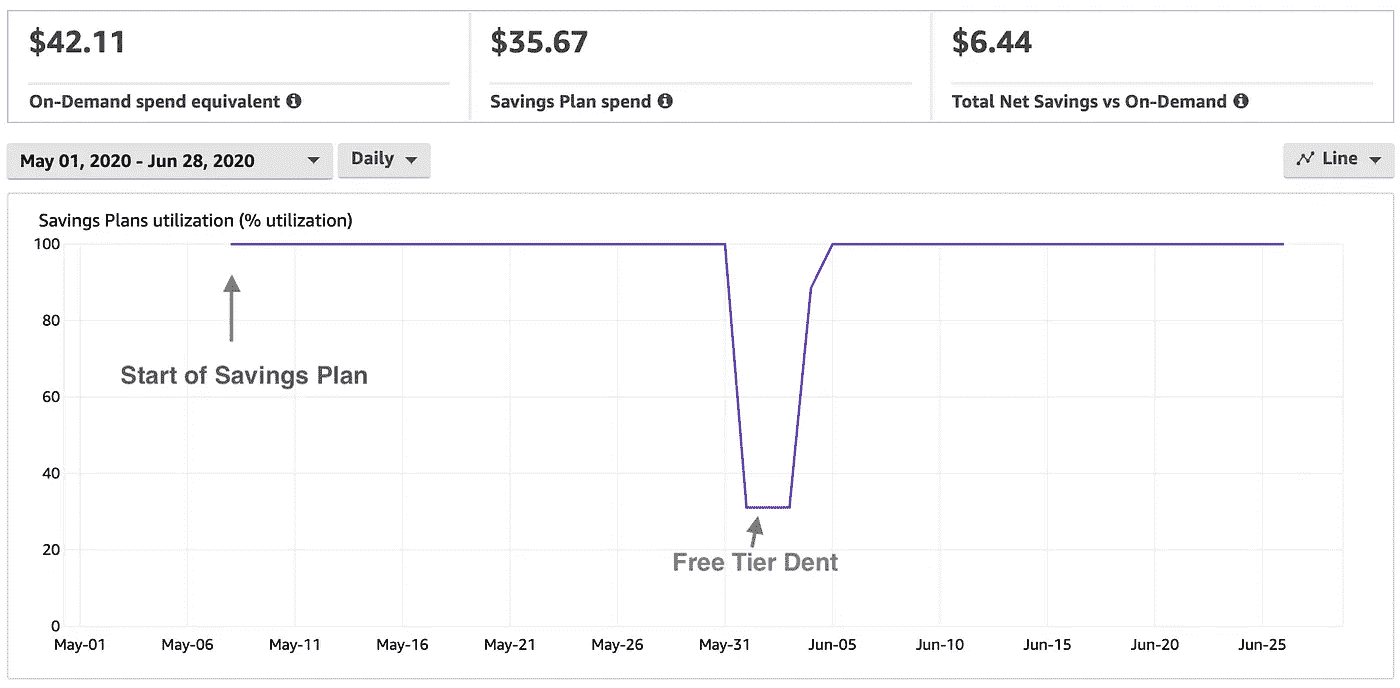 $42.11
On-Demand spend equivalent
$35.67
Savings Plan spend
$6.44
Total Net Savings vs On-Demand
May 01, 2020 - Jun 28, 2020
Daily
Line
Savings Plans utilization (% utilization)
100
80
60
40
20
0
Start of Savings Plan
Free Tier Dent
May-01 May-06 May-11 May-16 May-21 May-26 May-31 Jun-05 Jun-10 Jun-15 Jun-20 Jun-25